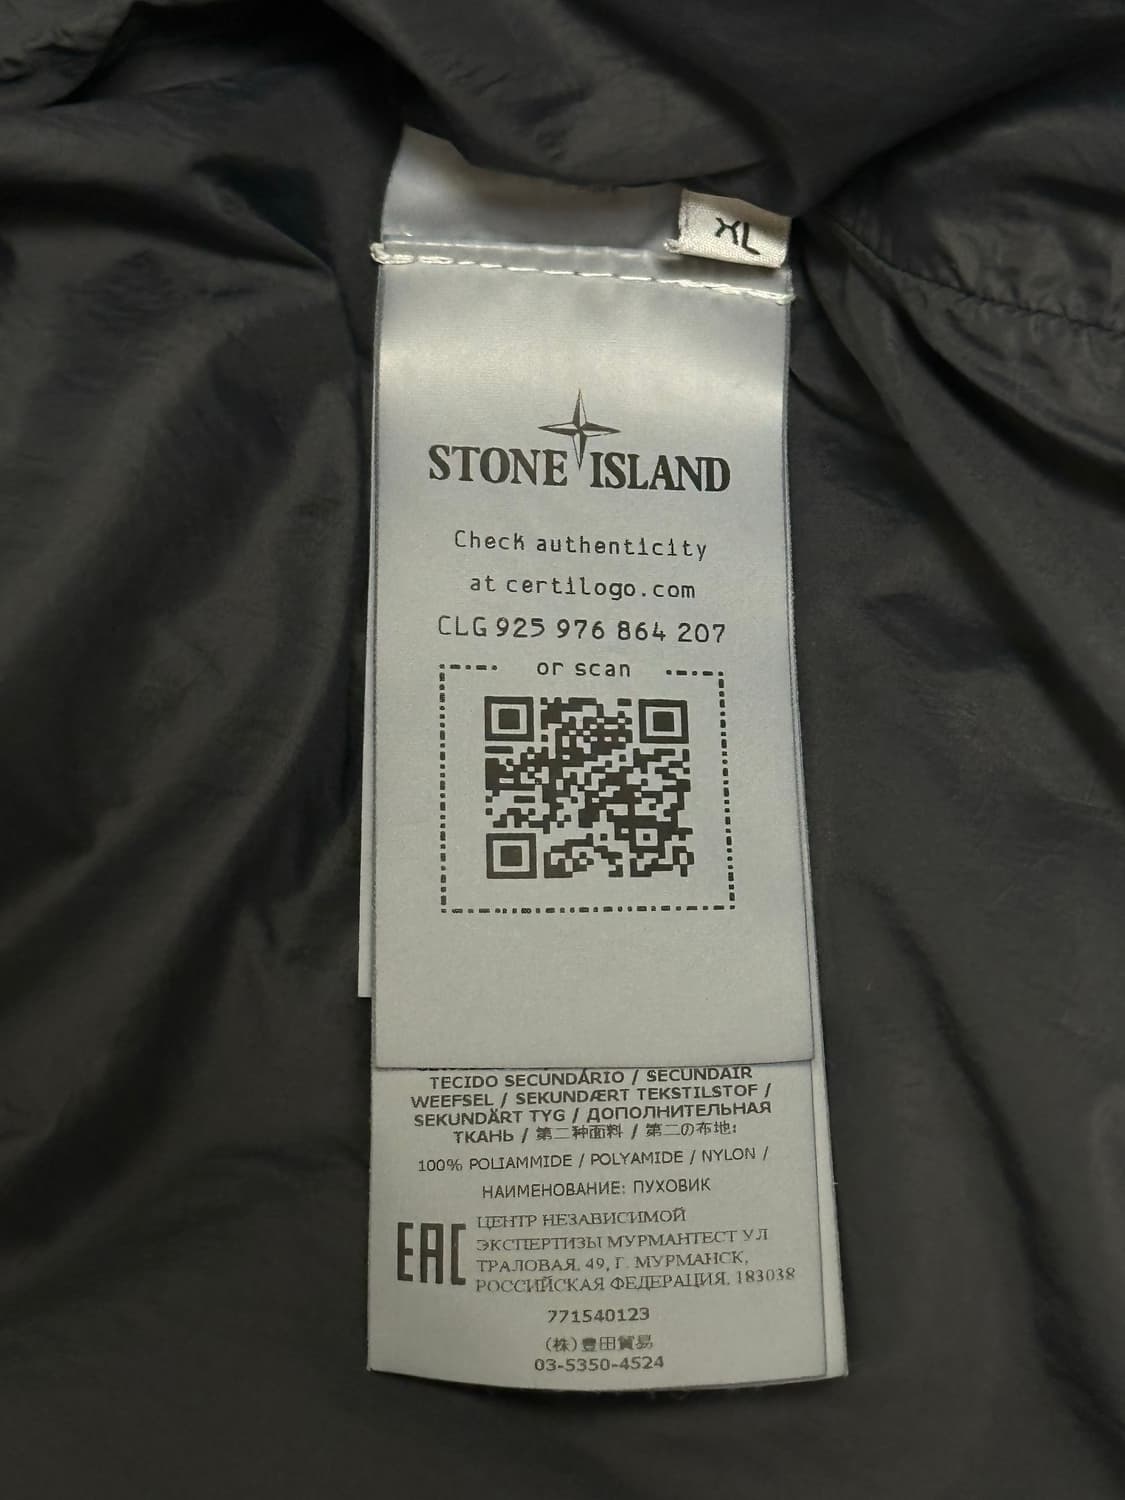 XL
STONE ISLAND
Check authenticity
at certilogo.com
CLG 925 976 864 207
or scan
TECIDO SECUNDÁRIO / SECUNDAIR
WEEFSEL / SEKUNDÆRT TEKSTILSTOF /
SEKUNDÄRT TYG / ДОПОЛНИТЕЛЬНАЯ
ТКАНЬ / 第二种面料 / 第二の布地:
100% POLIAMMIDE / POLYAMIDE / NYLON /
НАИМЕНОВАНИЕ: ПУХОВИК
EAC
ЦЕНТР НЕЗАВИСИМОЙ
ЭКСПЕРТИЗЫ МУРМАНТЕСТ УЛ
ТРАЛОВАЯ, 49, Г. МУРМАНСК,
РОССИЙСКАЯ ФЕДЕРАЦИЯ, 183038
771540123
(株)豊田貿易
03-5350-4524